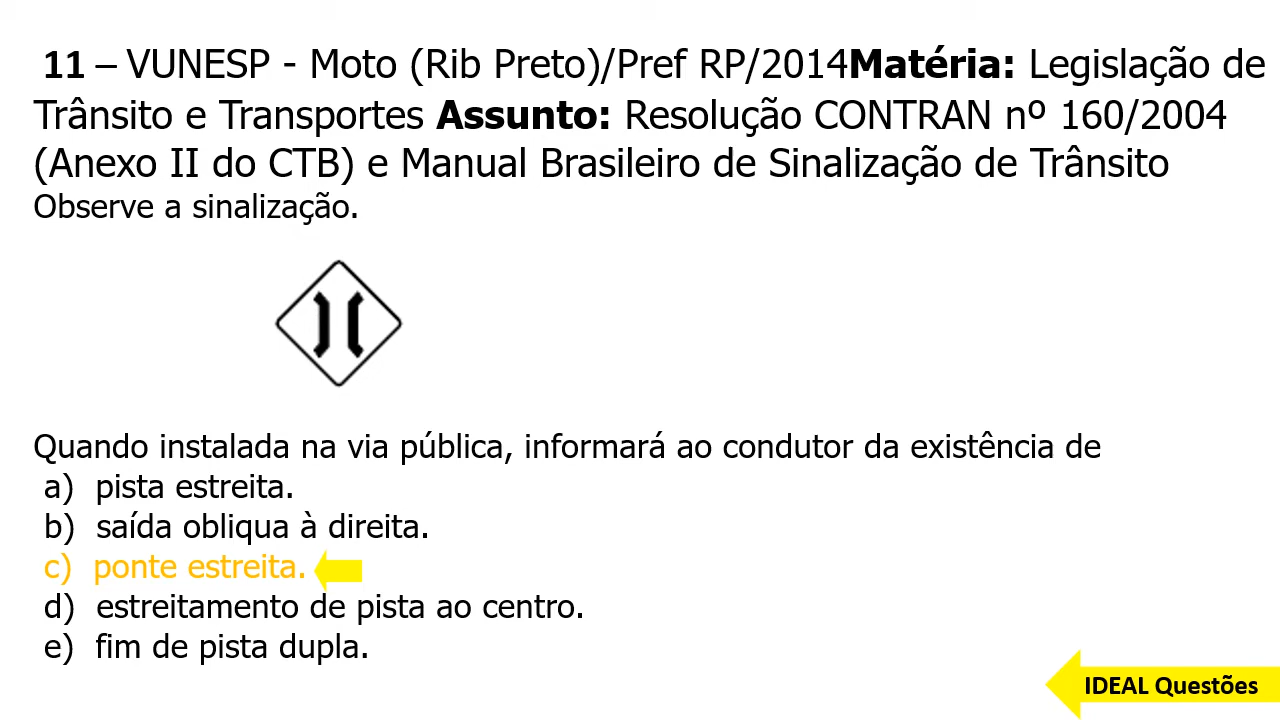 11 – VUNESP - Moto (Rib Preto)/Pref RP/2014Matéria: Legislação de
Trânsito e Transportes Assunto: Resolução CONTRAN nº 160/2004
(Anexo II do CTB) e Manual Brasileiro de Sinalização de Trânsito
Observe a sinalização.
Quando instalada na via pública, informará ao condutor da existência de
a) pista estreita.
b) saída obliqua à direita.
c) ponte estreita.
d) estreitamento de pista ao centro.
e) fim de pista dupla.
IDEAL Questões